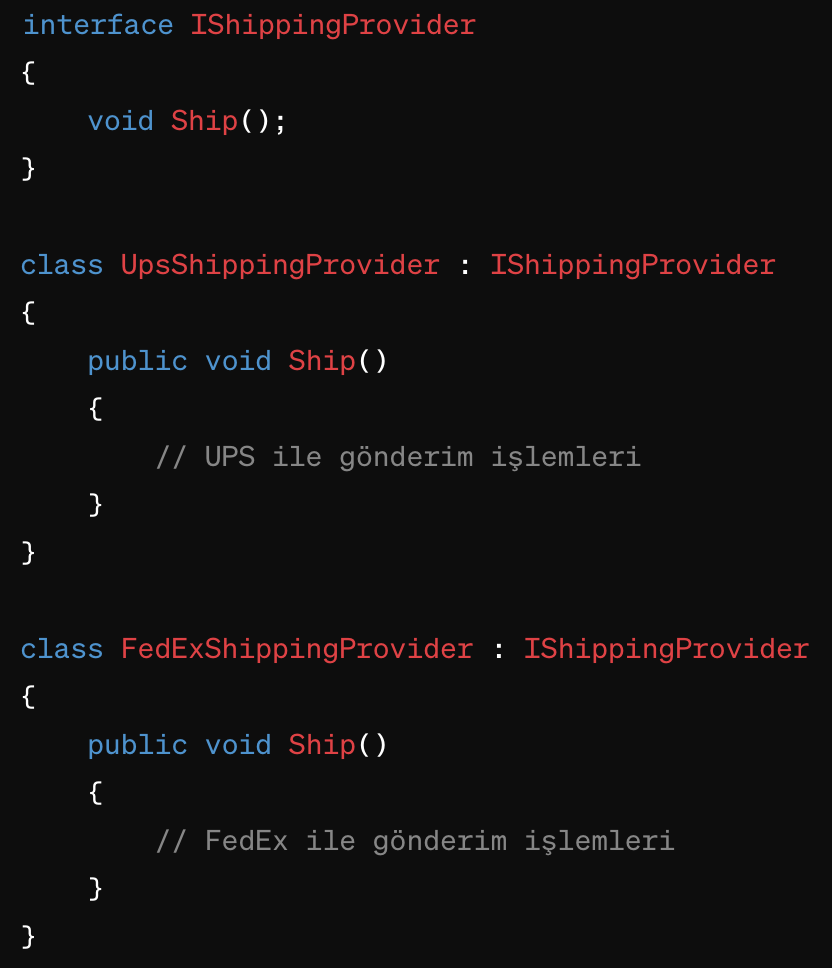 interface IShippingProvider
{
    void Ship();
}

class UpsShippingProvider : IShippingProvider
{
    public void Ship()
    {
        // UPS ile gönderim işlemleri
    }
}

class FedExShippingProvider : IShippingProvider
{
    public void Ship()
    {
        // FedEx ile gönderim işlemleri
    }
}